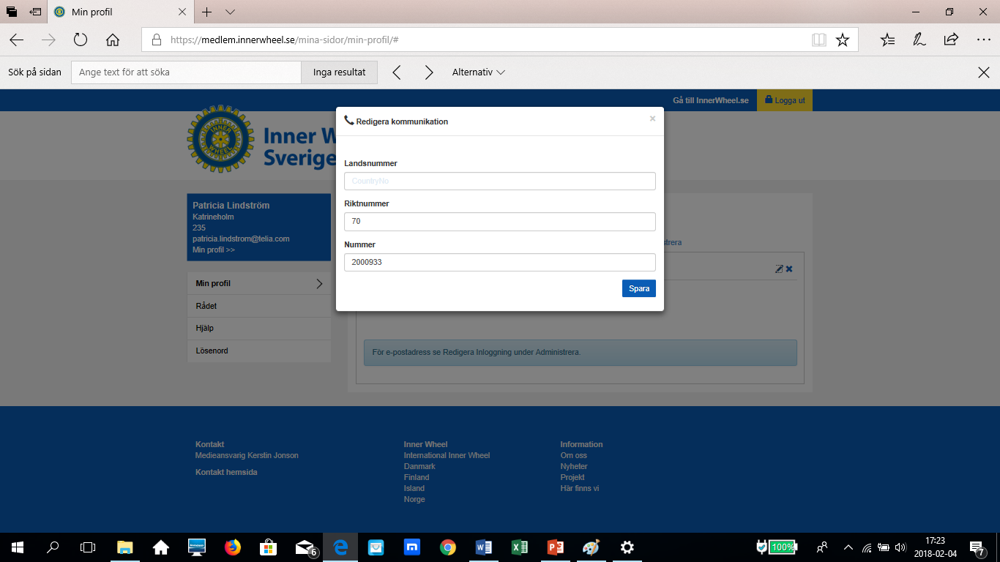 Min profil
https://medlem.innerwheel.se/mina-sidor/min-profil/#
Sök på sidan
Ange text för att söka
Inga resultat
Alternativ
Gå till InnerWheel.se
Logga ut
INNER
WHEEL
Inner W
Sverige
Redigera kommunikation
×
Landsnummer
CountryNo
Riktnummer
70
Nummer
2000933
Spara
Patricia Lindström
Katrineholm
235
patricia.lindstrom@telia.com
Min profil >>
Min profil
Rådet
Hjälp
Lösenord
strera
För e-postadress se Redigera Inloggning under Administrera.
Kontakt
Medieansvarig Kerstin Jonson
Kontakt hemsida
Inner Wheel
International Inner Wheel
Danmark
Finland
Island
Norge
Information
Om oss
Nyheter
Projekt
Här finns vi
6
100%
17:23
2018-02-04
7